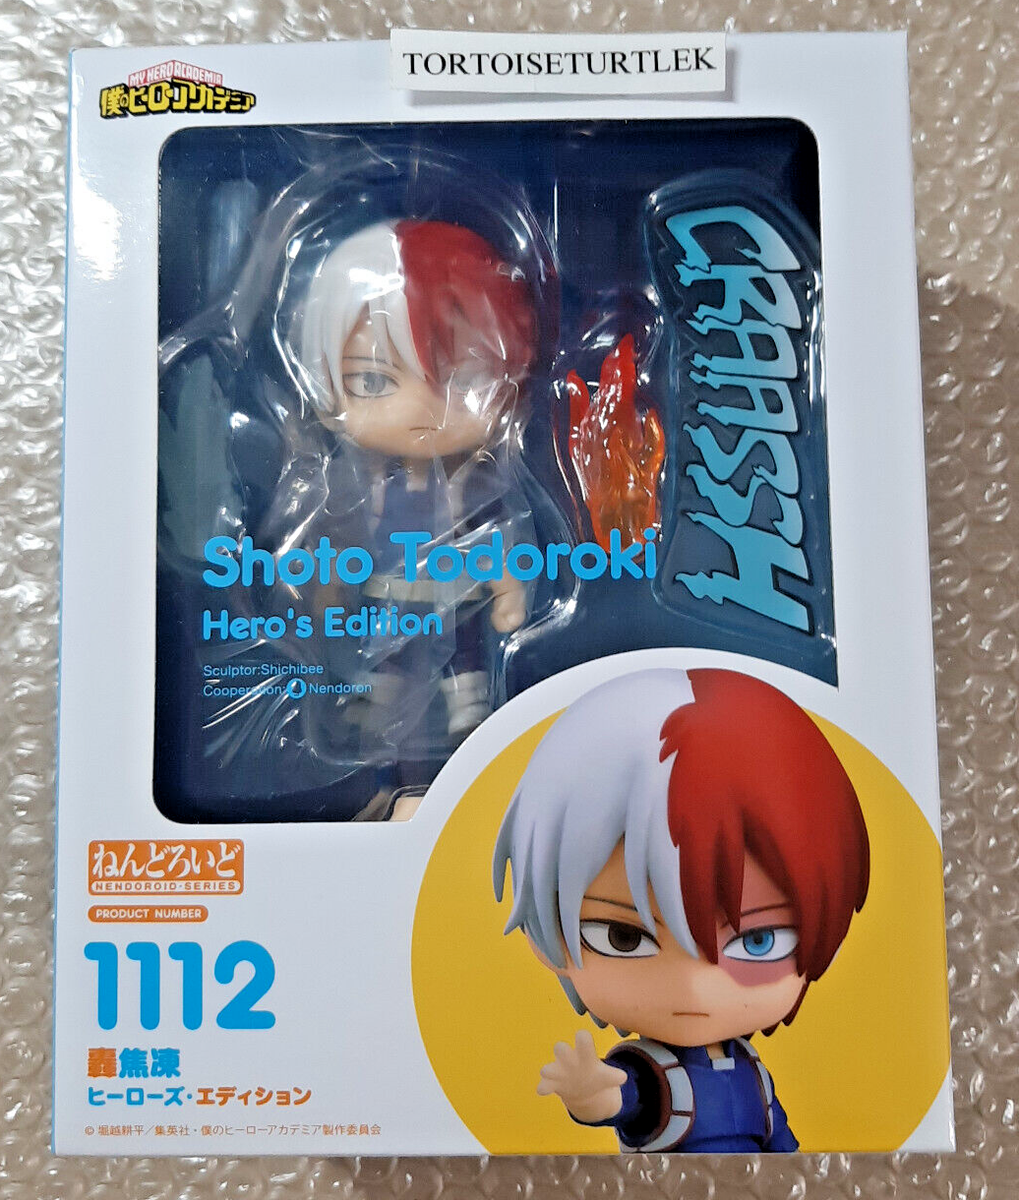 TORTOISETURTLEK
MY HERO ACADEMIA
僕のヒーローアカデミア
CRAASSH
Shoto Todoroki
Hero's Edition
Sculptor:Shichibee
Cooperation: Nendoron
ねんどろいど
NENDOROID·SERIES
PRODUCT NUMBER
1112
轟焦凍
ヒーローズ・エディション
© 堀越耕平／集英社・僕のヒーローアカデミア製作委員会